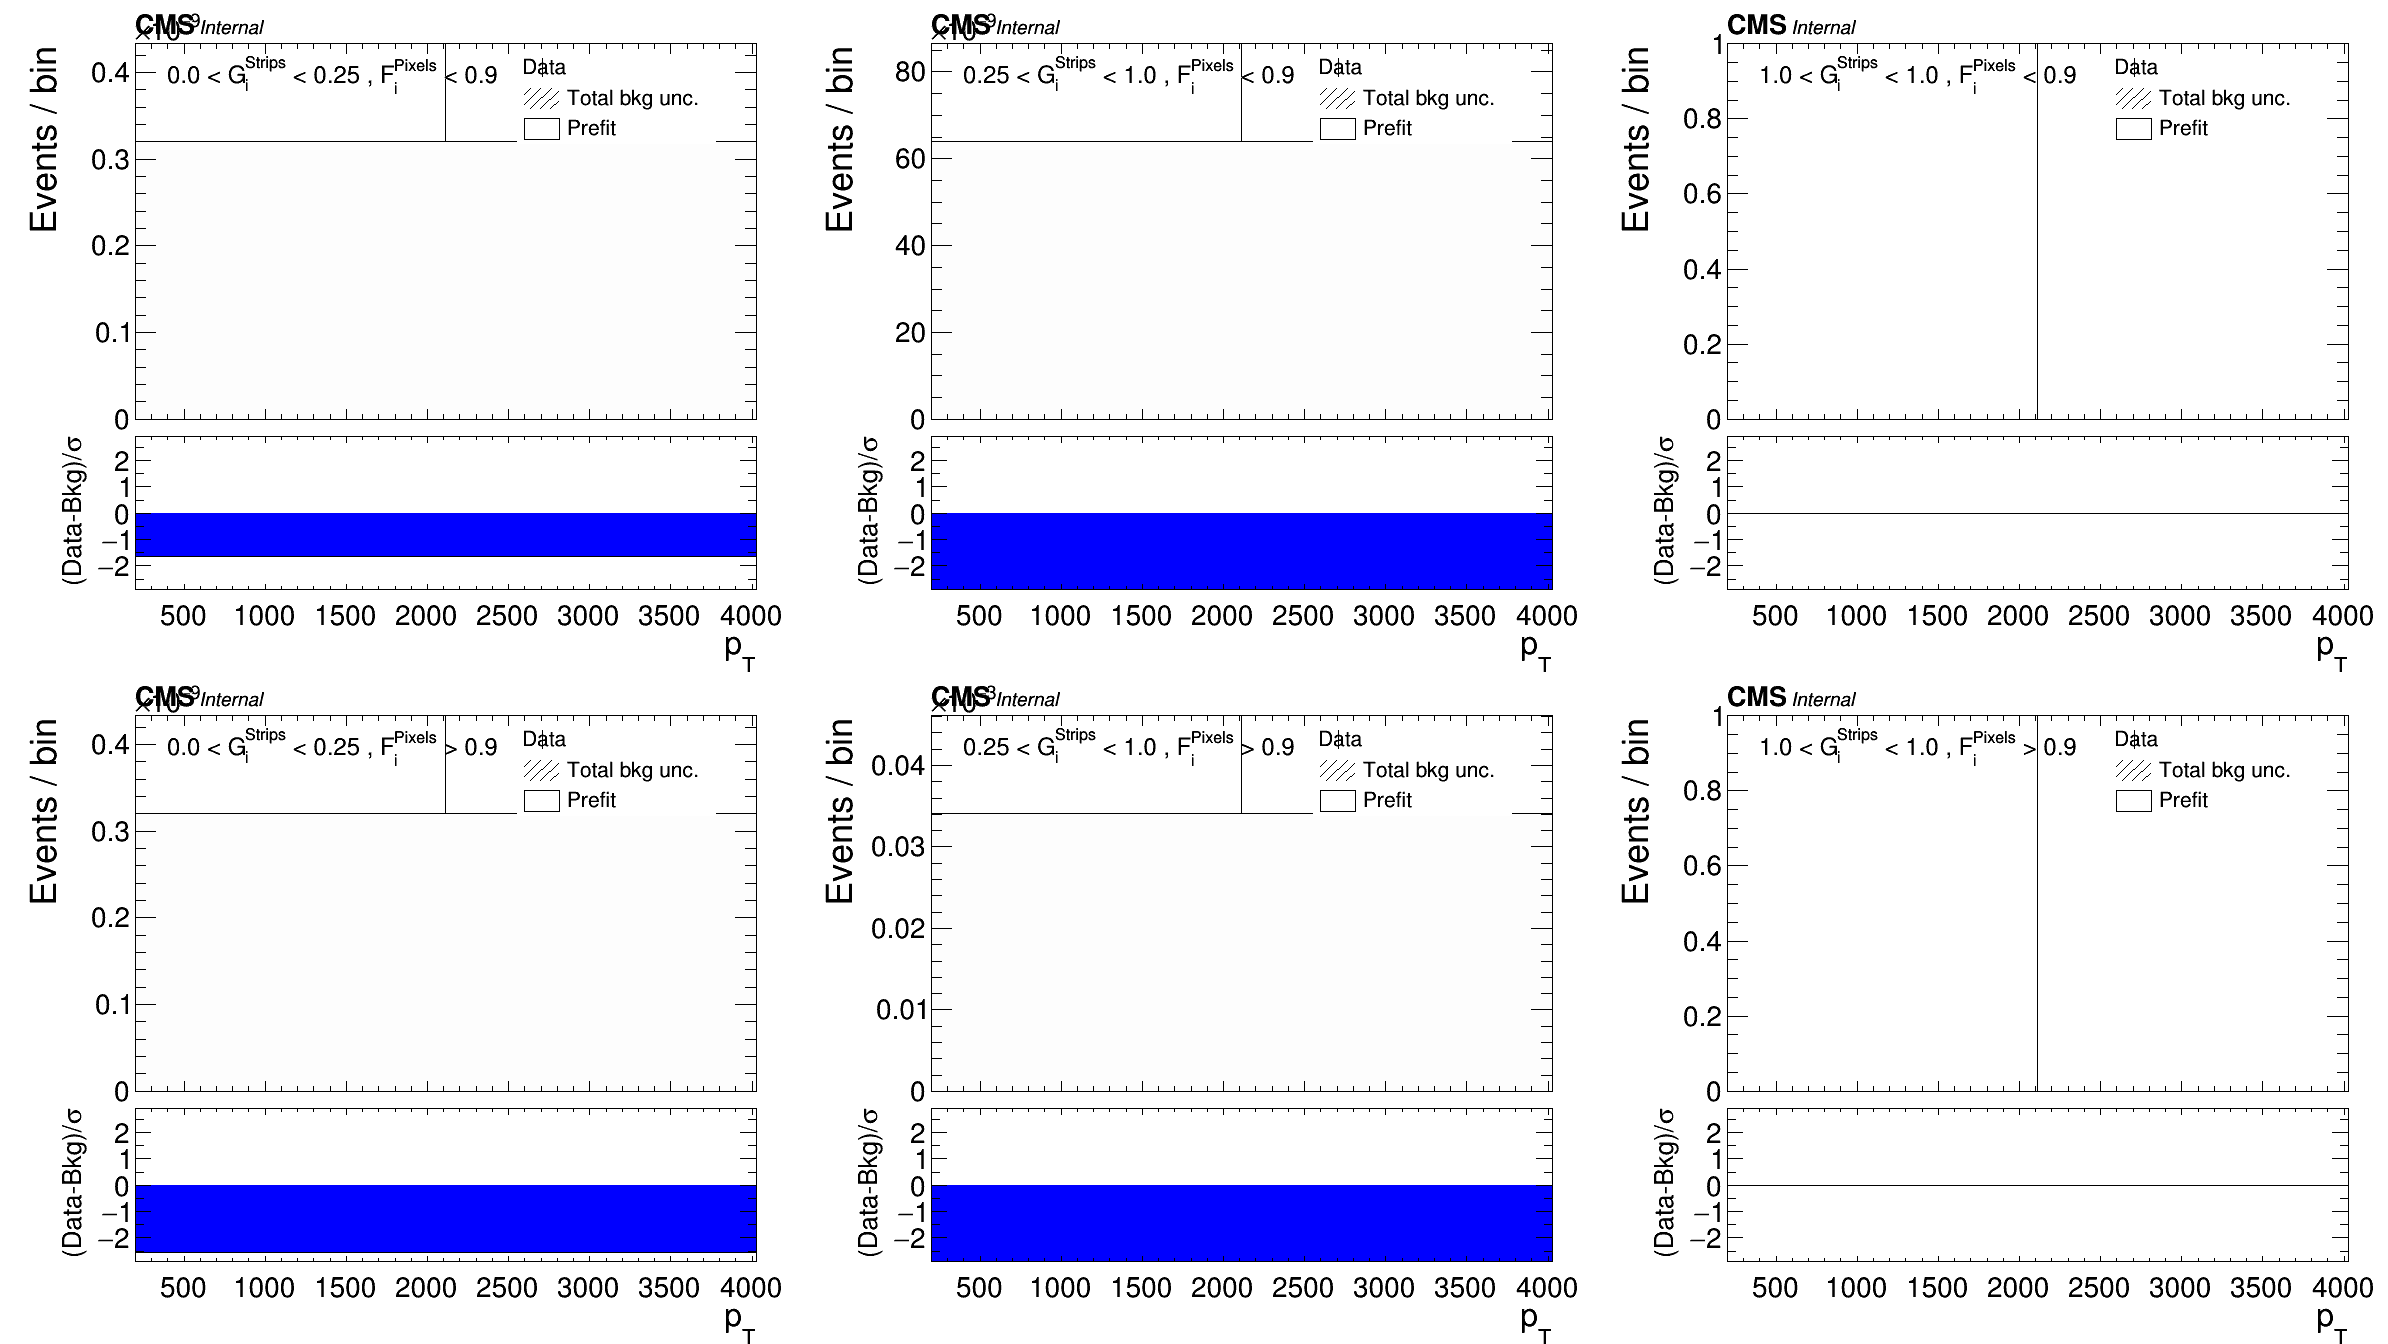 CMS Internal
×10⁻⁹
Events / bin
0.0 < G_i^Strips < 0.25 , F_i^Pixels < 0.9
Data
Total bkg unc.
Prefit
0.4
0.3
0.2
0.1
0
(Data-Bkg)/σ
2
1
0
−1
−2
500 1000 1500 2000 2500 3000 3500 4000
p_T
CMS Internal
×10⁻⁹
Events / bin
0.25 < G_i^Strips < 1.0 , F_i^Pixels < 0.9
Data
Total bkg unc.
Prefit
80
60
40
20
0
(Data-Bkg)/σ
2
1
0
−1
−2
500 1000 1500 2000 2500 3000 3500 4000
p_T
CMS Internal
Events / bin
1.0 < G_i^Strips < 1.0 , F_i^Pixels < 0.9
Data
Total bkg unc.
Prefit
1
0.8
0.6
0.4
0.2
0
(Data-Bkg)/σ
2
1
0
−1
−2
500 1000 1500 2000 2500 3000 3500 4000
p_T
CMS Internal
×10⁻⁹
Events / bin
0.0 < G_i^Strips < 0.25 , F_i^Pixels > 0.9
Data
Total bkg unc.
Prefit
0.4
0.3
0.2
0.1
0
(Data-Bkg)/σ
2
1
0
−1
−2
500 1000 1500 2000 2500 3000 3500 4000
p_T
CMS Internal
×10⁻³
Events / bin
0.25 < G_i^Strips < 1.0 , F_i^Pixels > 0.9
Data
Total bkg unc.
Prefit
0.04
0.03
0.02
0.01
0
(Data-Bkg)/σ
2
1
0
−1
−2
500 1000 1500 2000 2500 3000 3500 4000
p_T
CMS Internal
Events / bin
1.0 < G_i^Strips < 1.0 , F_i^Pixels > 0.9
Data
Total bkg unc.
Prefit
1
0.8
0.6
0.4
0.2
0
(Data-Bkg)/σ
2
1
0
−1
−2
500 1000 1500 2000 2500 3000 3500 4000
p_T